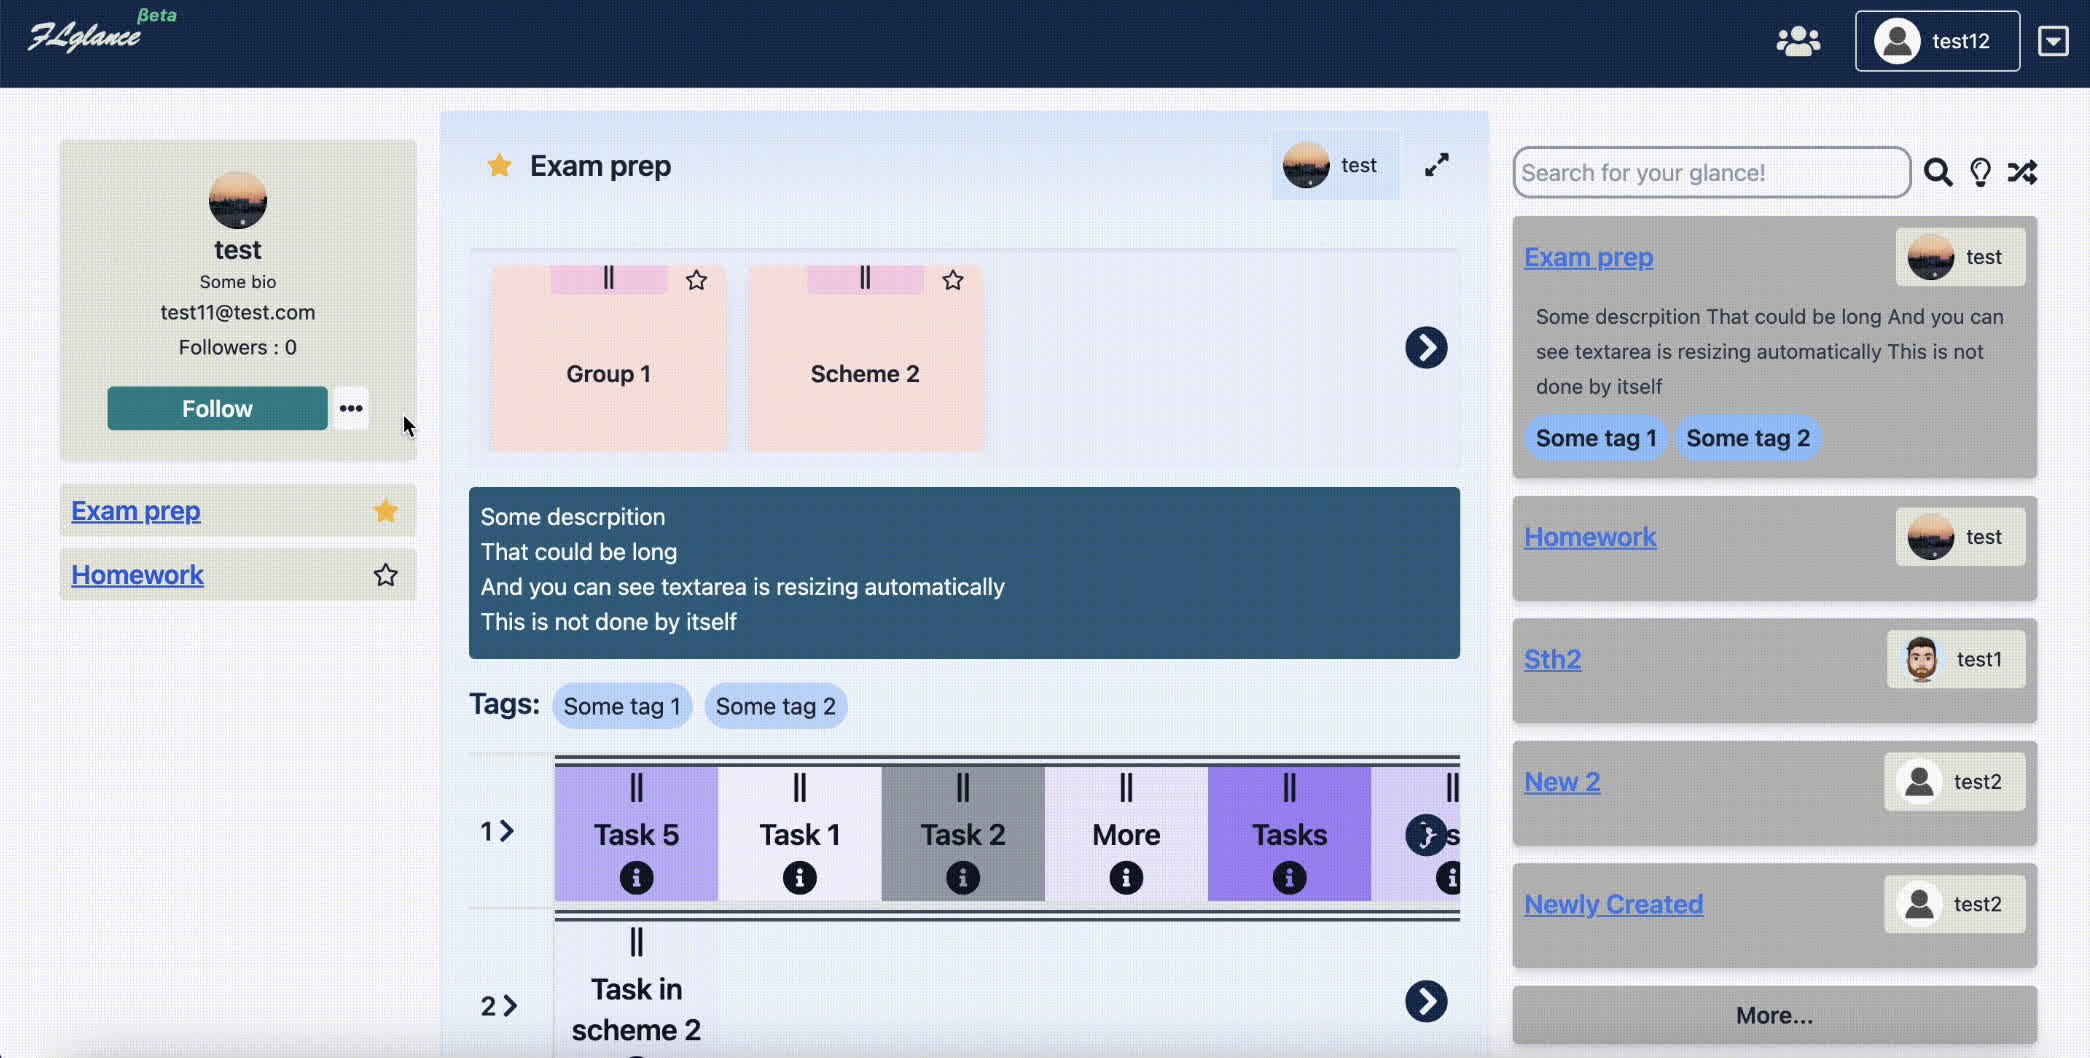 FLglance
βeta
test12
test
Some bio
test11@test.com
Followers : 0
Follow
Exam prep
Homework
Exam prep
test
Group 1
Scheme 2
Some descrpition
That could be long
And you can see textarea is resizing automatically
This is not done by itself
Tags:
Some tag 1
Some tag 2
1
Task 5
Task 1
Task 2
More
Tasks
2
Task in
scheme 2
Search for your glance!
Exam prep
test
Some descrpition That could be long And you can
see textarea is resizing automatically This is not
done by itself
Some tag 1
Some tag 2
Homework
test
Sth2
test1
New 2
test2
Newly Created
test2
More...